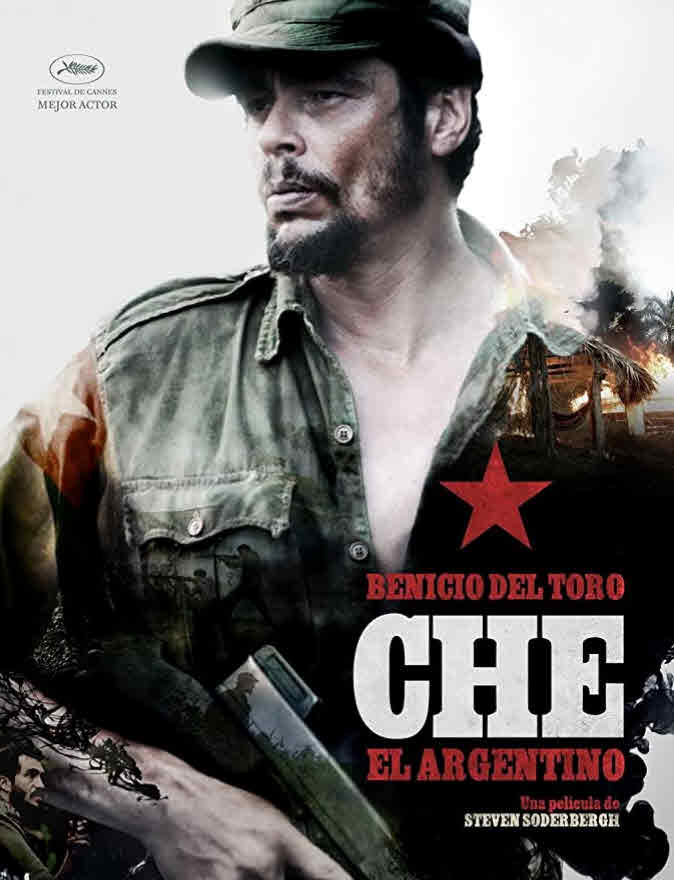 FESTIVAL DE CANNES
MEJOR ACTOR
BENICIO DEL TORO
CHE
EL ARGENTINO
Una película de
STEVEN SODERBERGH